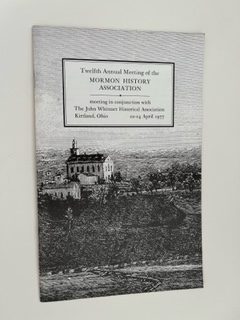 Twelfth Annual Meeting of the
MORMON HISTORY
ASSOCIATION
meeting in conjunction with
The John Whitmer Historical Association
Kirtland, Ohio 21-24 April 1977